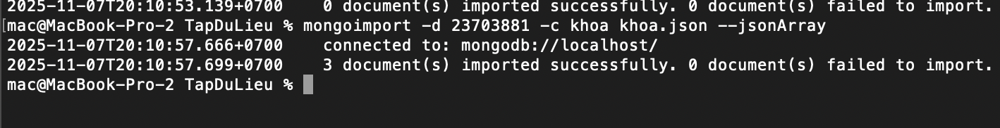 2025-11-07T20:10:53.139+0700    0 document(s) imported successfully. 0 document(s) failed to import.
[mac@MacBook-Pro-2 TapDuLieu % mongoimport -d 23703881 -c khoa khoa.json --jsonArray
2025-11-07T20:10:57.666+0700    connected to: mongodb://localhost/
2025-11-07T20:10:57.699+0700    3 document(s) imported successfully. 0 document(s) failed to import.
mac@MacBook-Pro-2 TapDuLieu %